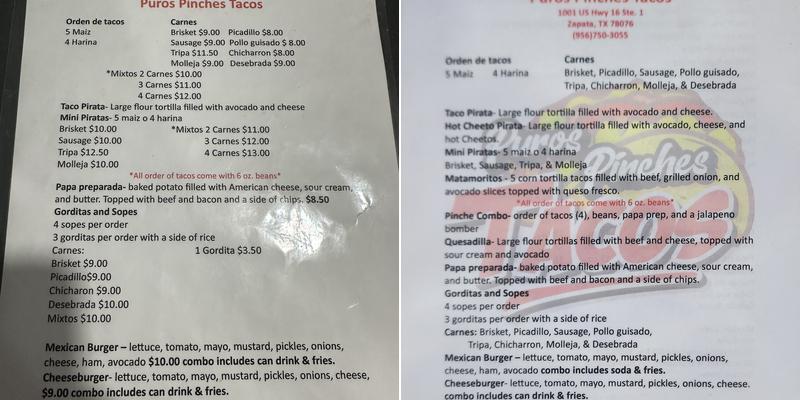 Puros Pinches Tacos
Orden de tacos Carnes
5 Maiz Brisket $9.00 Picadillo $8.00
4 Harina Sausage $9.00 Pollo guisado $ 8.00
Tripa $11.50 Chicharron $8.00
Molleja $9.00 Desebrada $9.00
*Mixtos 2 Carnes $10.00
3 Carnes $11.00
4 Carnes $12.00
Taco Pirata- Large flour tortilla filled with avocado and cheese
Mini Piratas- 5 maiz o 4 harina
Brisket $10.00 *Mixtos 2 Carnes $11.00
Sausage $10.00 3 Carnes $12.00
Tripa $12.50 4 Carnes $13.00
Molleja $10.00
*All order of tacos come with 6 oz. beans*
Papa preparada- baked potato filled with American cheese, sour cream,
and butter. Topped with beef and bacon and a side of chips. $8.50
Gorditas and Sopes
4 sopes per order
3 gorditas per order with a side of rice
Carnes: 1 Gordita $3.50
Brisket $9.00
Picadillo$9.00
Chicharon $9.00
Desebrada $10.00
Mixtos $10.00
Mexican Burger – lettuce, tomato, mayo, mustard, pickles, onions,
cheese, ham, avocado $10.00 combo includes can drink & fries.
Cheeseburger- lettuce, tomato, mayo, mustard, pickles, onions, cheese,
$9.00 combo includes can drink & fries.
Puros Pinches Tacos
1001 US Hwy 16 Ste. 1
Zapata, TX 78076
(956)750-3055
Orden de tacos Carnes
5 Maiz 4 Harina Brisket, Picadillo, Sausage, Pollo guisado,
Tripa, Chicharron, Molleja, & Desebrada
Taco Pirata- Large flour tortilla filled with avocado and cheese.
Hot Cheeto Pirata- Large flour tortilla filled with avocado, cheese, and
hot Cheetos.
Mini Piratas- 5 maiz o 4 harina
Brisket, Sausage, Tripa, & Molleja
Matamoritos - 5 corn tortilla tacos filled with beef, grilled onion, and
avocado slices topped with queso fresco.
*All order of tacos come with 6 oz. beans*
Pinche Combo- order of tacos (4), beans, papa prep, and a jalapeno
bomber
Quesadilla- Large flour tortillas filled with beef and cheese, topped with
sour cream and avocado
Papa preparada- baked potato filled with American cheese, sour cream,
and butter. Topped with beef and bacon and a side of chips.
Gorditas and Sopes
4 sopes per order
3 gorditas per order with a side of rice
Carnes: Brisket, Picadillo, Sausage, Pollo guisado,
Tripa, Chicharron, Molleja, & Desebrada
Mexican Burger – lettuce, tomato, mayo, mustard, pickles, onions,
cheese, ham, avocado combo includes soda & fries.
Cheeseburger- lettuce, tomato, mayo, mustard, pickles, onions, cheese.
combo includes can drink & fries.
Puros
Pinches
TACOS